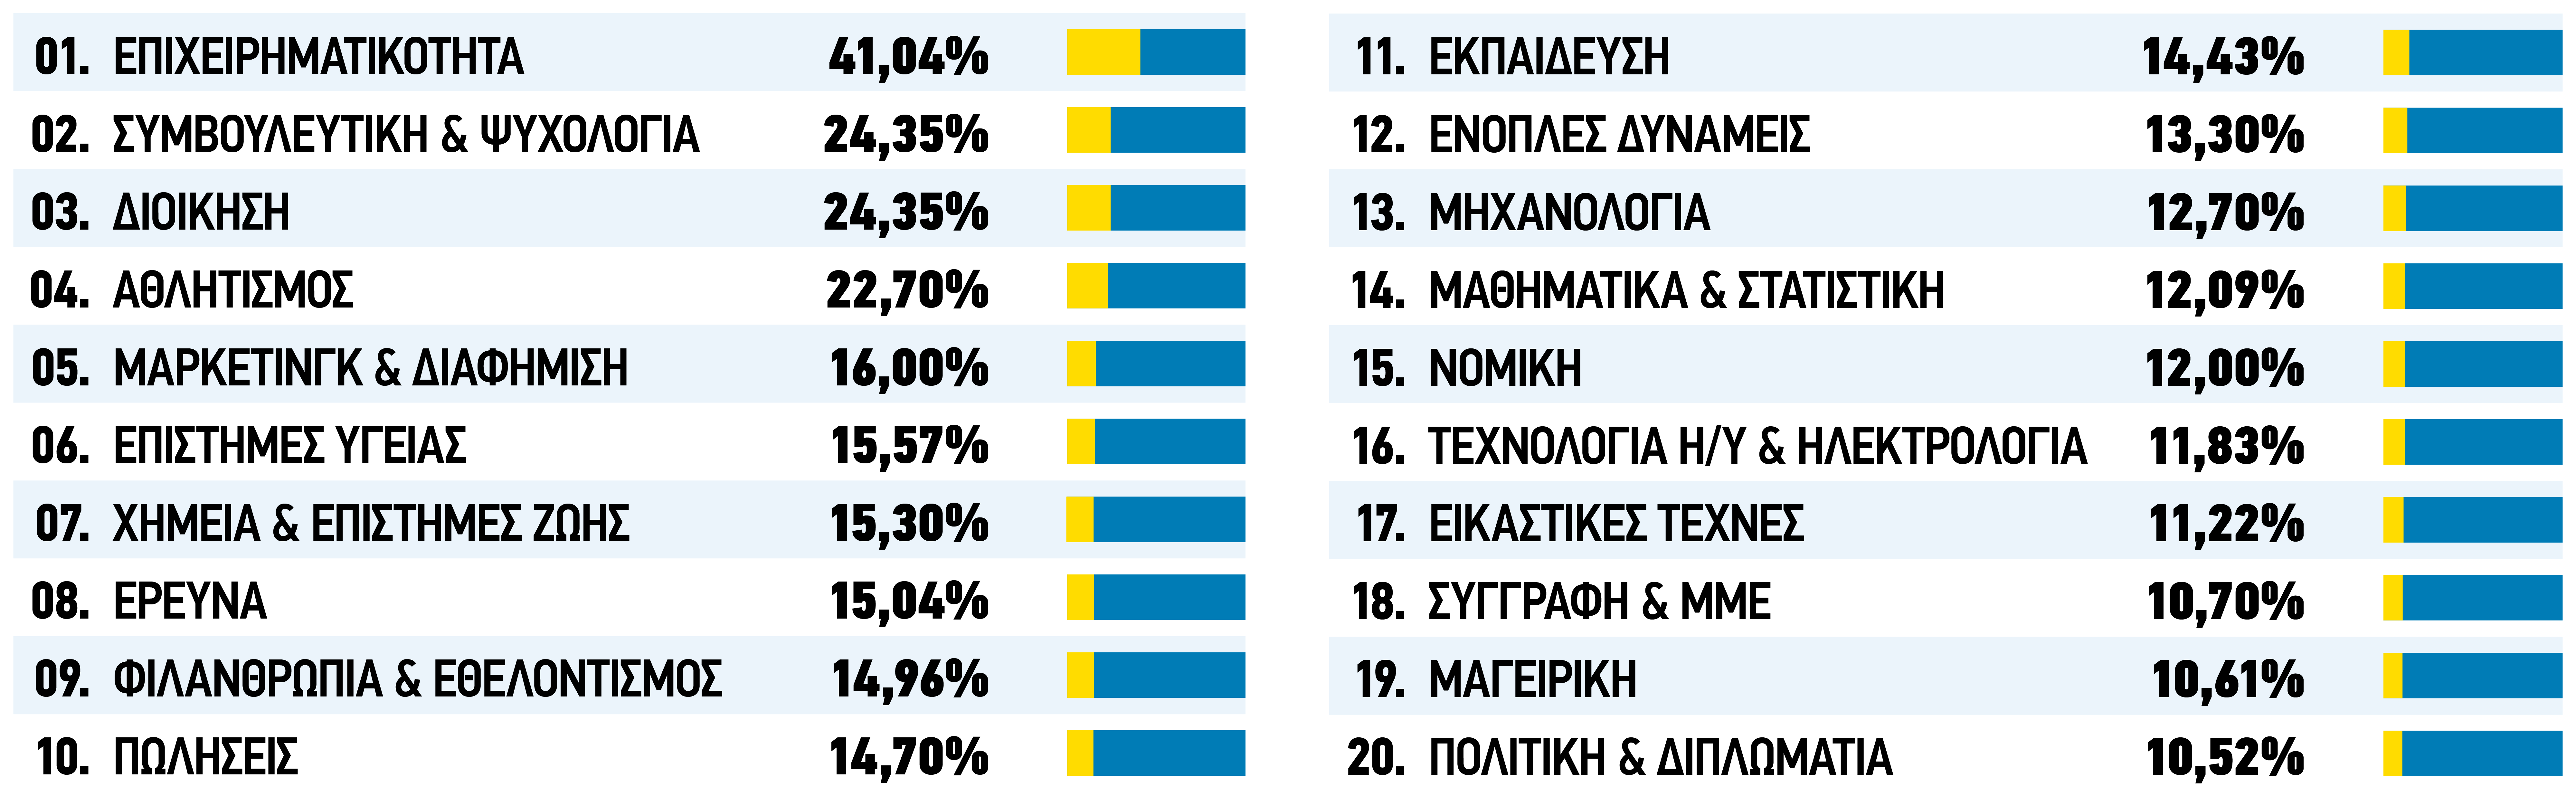 01. ΕΠΙΧΕΙΡΗΜΑΤΙΚΟΤΗΤΑ 41,04%
02. ΣΥΜΒΟΥΛΕΥΤΙΚΗ & ΨΥΧΟΛΟΓΙΑ 24,35%
03. ΔΙΟΙΚΗΣΗ 24,35%
04. ΑΘΛΗΤΙΣΜΟΣ 22,70%
05. ΜΑΡΚΕΤΙΝΓΚ & ΔΙΑΦΗΜΙΣΗ 16,00%
06. ΕΠΙΣΤΗΜΕΣ ΥΓΕΙΑΣ 15,57%
07. ΧΗΜΕΙΑ & ΕΠΙΣΤΗΜΕΣ ΖΩΗΣ 15,30%
08. ΕΡΕΥΝΑ 15,04%
09. ΦΙΛΑΝΘΡΩΠΙΑ & ΕΘΕΛΟΝΤΙΣΜΟΣ 14,96%
10. ΠΩΛΗΣΕΙΣ 14,70%
11. ΕΚΠΑΙΔΕΥΣΗ 14,43%
12. ΕΝΟΠΛΕΣ ΔΥΝΑΜΕΙΣ 13,30%
13. ΜΗΧΑΝΟΛΟΓΙΑ 12,70%
14. ΜΑΘΗΜΑΤΙΚΑ & ΣΤΑΤΙΣΤΙΚΗ 12,09%
15. ΝΟΜΙΚΗ 12,00%
16. ΤΕΧΝΟΛΟΓΙΑ Η/Υ & ΗΛΕΚΤΡΟΛΟΓΙΑ 11,83%
17. ΕΙΚΑΣΤΙΚΕΣ ΤΕΧΝΕΣ 11,22%
18. ΣΥΓΓΡΑΦΗ & ΜΜΕ 10,70%
19. ΜΑΓΕΙΡΙΚΗ 10,61%
20. ΠΟΛΙΤΙΚΗ & ΔΙΠΛΩΜΑΤΙΑ 10,52%